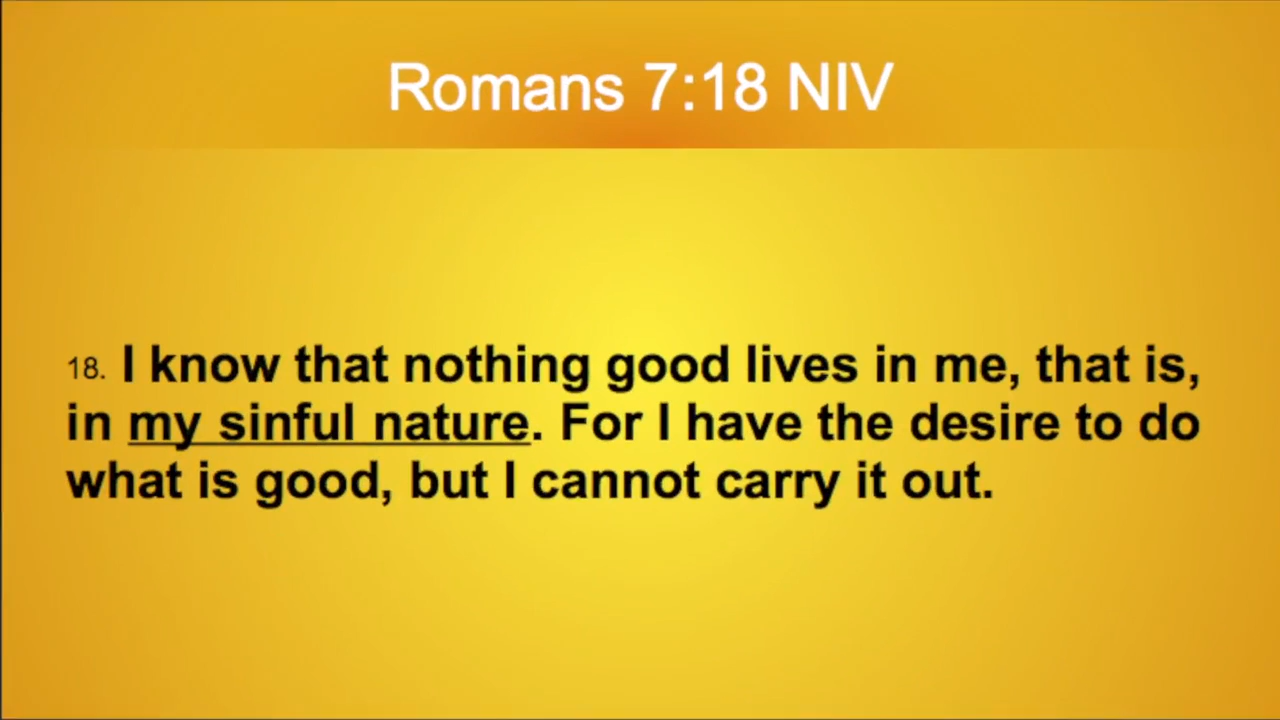 Romans 7:18 NIV
18. I know that nothing good lives in me, that is,
in my sinful nature. For I have the desire to do
what is good, but I cannot carry it out.